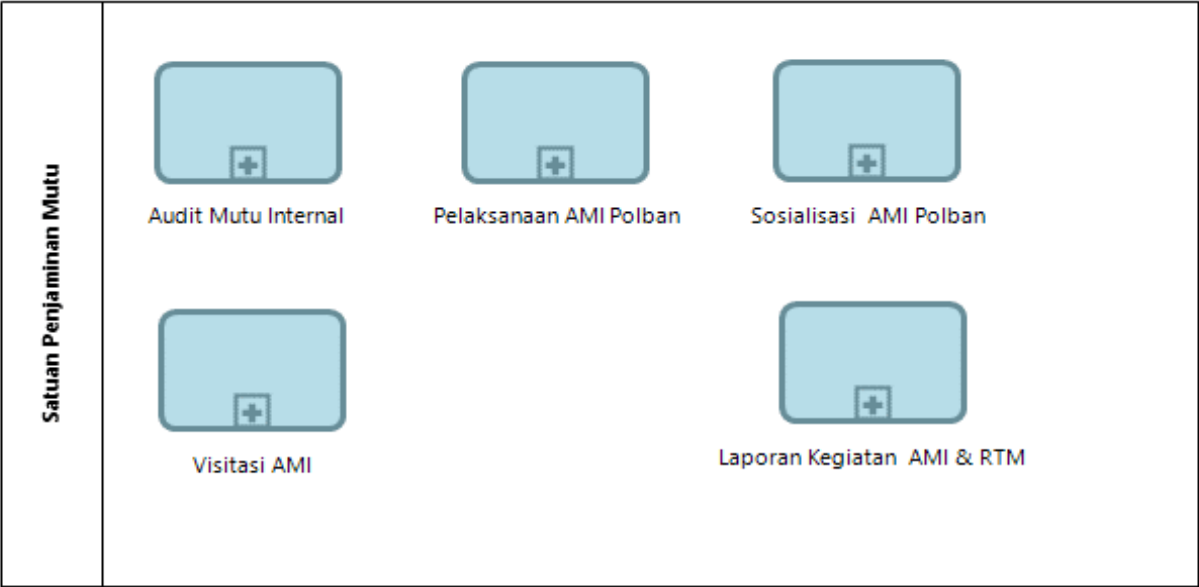 Satuan Penjaminan Mutu
Audit Mutu Internal
Pelaksanaan AMI Polban
Sosialisasi AMI Polban
Visitasi AMI
Laporan Kegiatan AMI & RTM